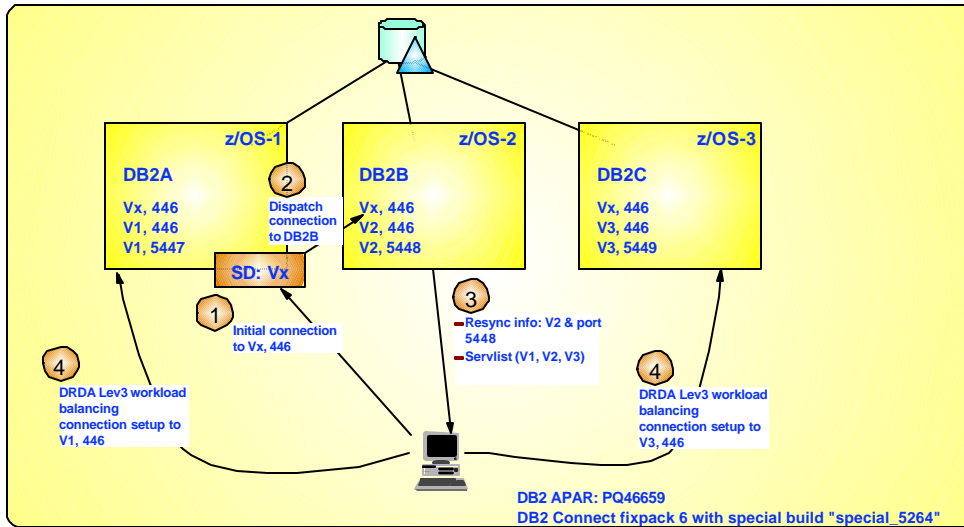 z/OS-1
DB2A
Vx, 446
V1, 446
V1, 5447
SD: Vx
2
Dispatch
connection
to DB2B
z/OS-2
DB2B
Vx, 446
V2, 446
V2, 5448
z/OS-3
DB2C
Vx, 446
V3, 446
V3, 5449
1
Initial connection
to Vx, 446
3
Resync info: V2 & port
5448
Servlist (V1, V2, V3)
4
DRDA Lev3 workload
balancing
connection setup to
V1, 446
4
DRDA Lev3 workload
balancing
connection setup to
V3, 446
DB2 APAR: PQ46659
DB2 Connect fixpack 6 with special build "special_5264"